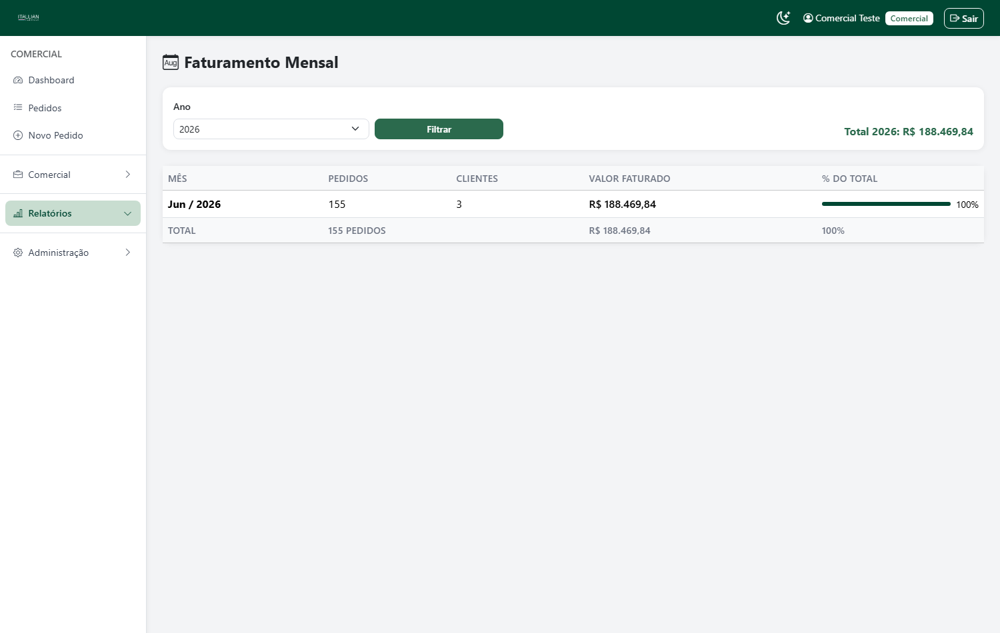 ITALLIAN
Comercial Teste Comercial Sair
COMERCIAL
Dashboard
Pedidos
Novo Pedido
Comercial
Relatórios
Administração
Aug Faturamento Mensal
Ano
2026 Filtrar
Total 2026: R$ 188.469,84
MÊS PEDIDOS CLIENTES VALOR FATURADO % DO TOTAL
Jun / 2026 155 3 R$ 188.469,84 100%
TOTAL 155 PEDIDOS R$ 188.469,84 100%